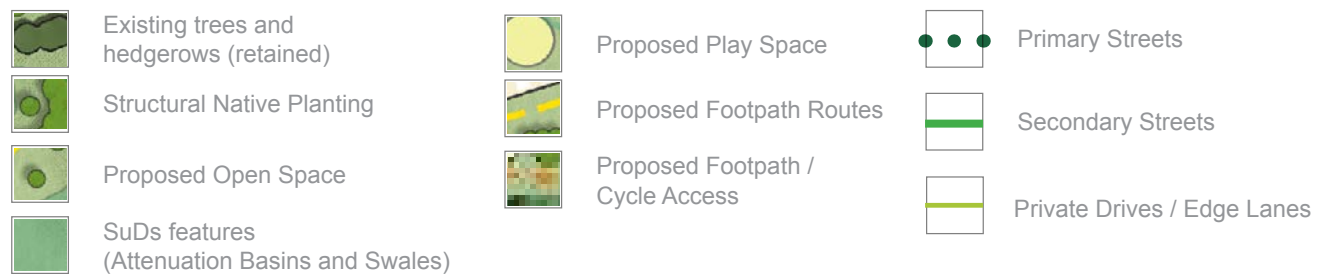 Existing trees and
hedgerows (retained)
Structural Native Planting
Proposed Open Space
SuDs features
(Attenuation Basins and Swales)
Proposed Play Space
Proposed Footpath Routes
Proposed Footpath /
Cycle Access
Primary Streets
Secondary Streets
Private Drives / Edge Lanes